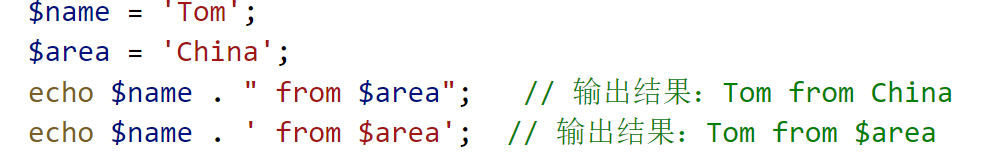 $name = 'Tom';
$area = 'China';
echo $name . " from $area";   // 输出结果：Tom from China
echo $name . ' from $area';  // 输出结果：Tom from $area